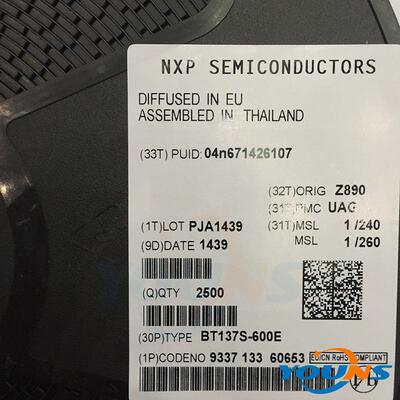 NXP SEMICONDUCTORS
DIFFUSED IN EU
ASSEMBLED IN THAILAND
(33T) PUID: 04n671426107
(32T)ORIG Z890
PMC UAG
(1T)LOT PJA1439 (31T)MSL 1/240
(9D)DATE 1439 MSL 1/260
(Q)QTY 2500
(30P)TYPE BT137S-600E
(1P)CODENO 9337 133 60653 EU/CN RoHS COMPLIANT
YOUNS